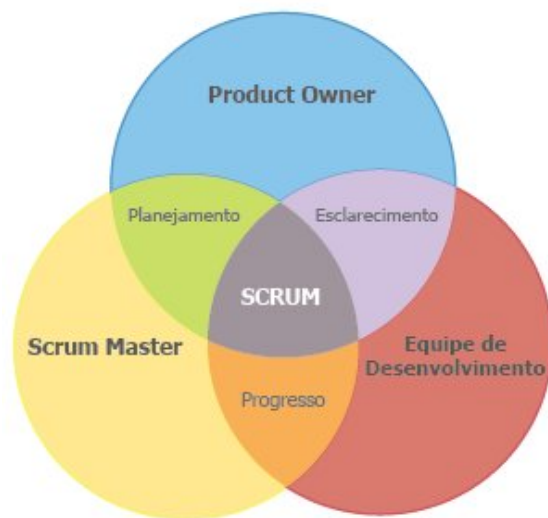 Product Owner
Planejamento
Esclarecimento
SCRUM
Scrum Master
Equipe de
Desenvolvimento
Progresso